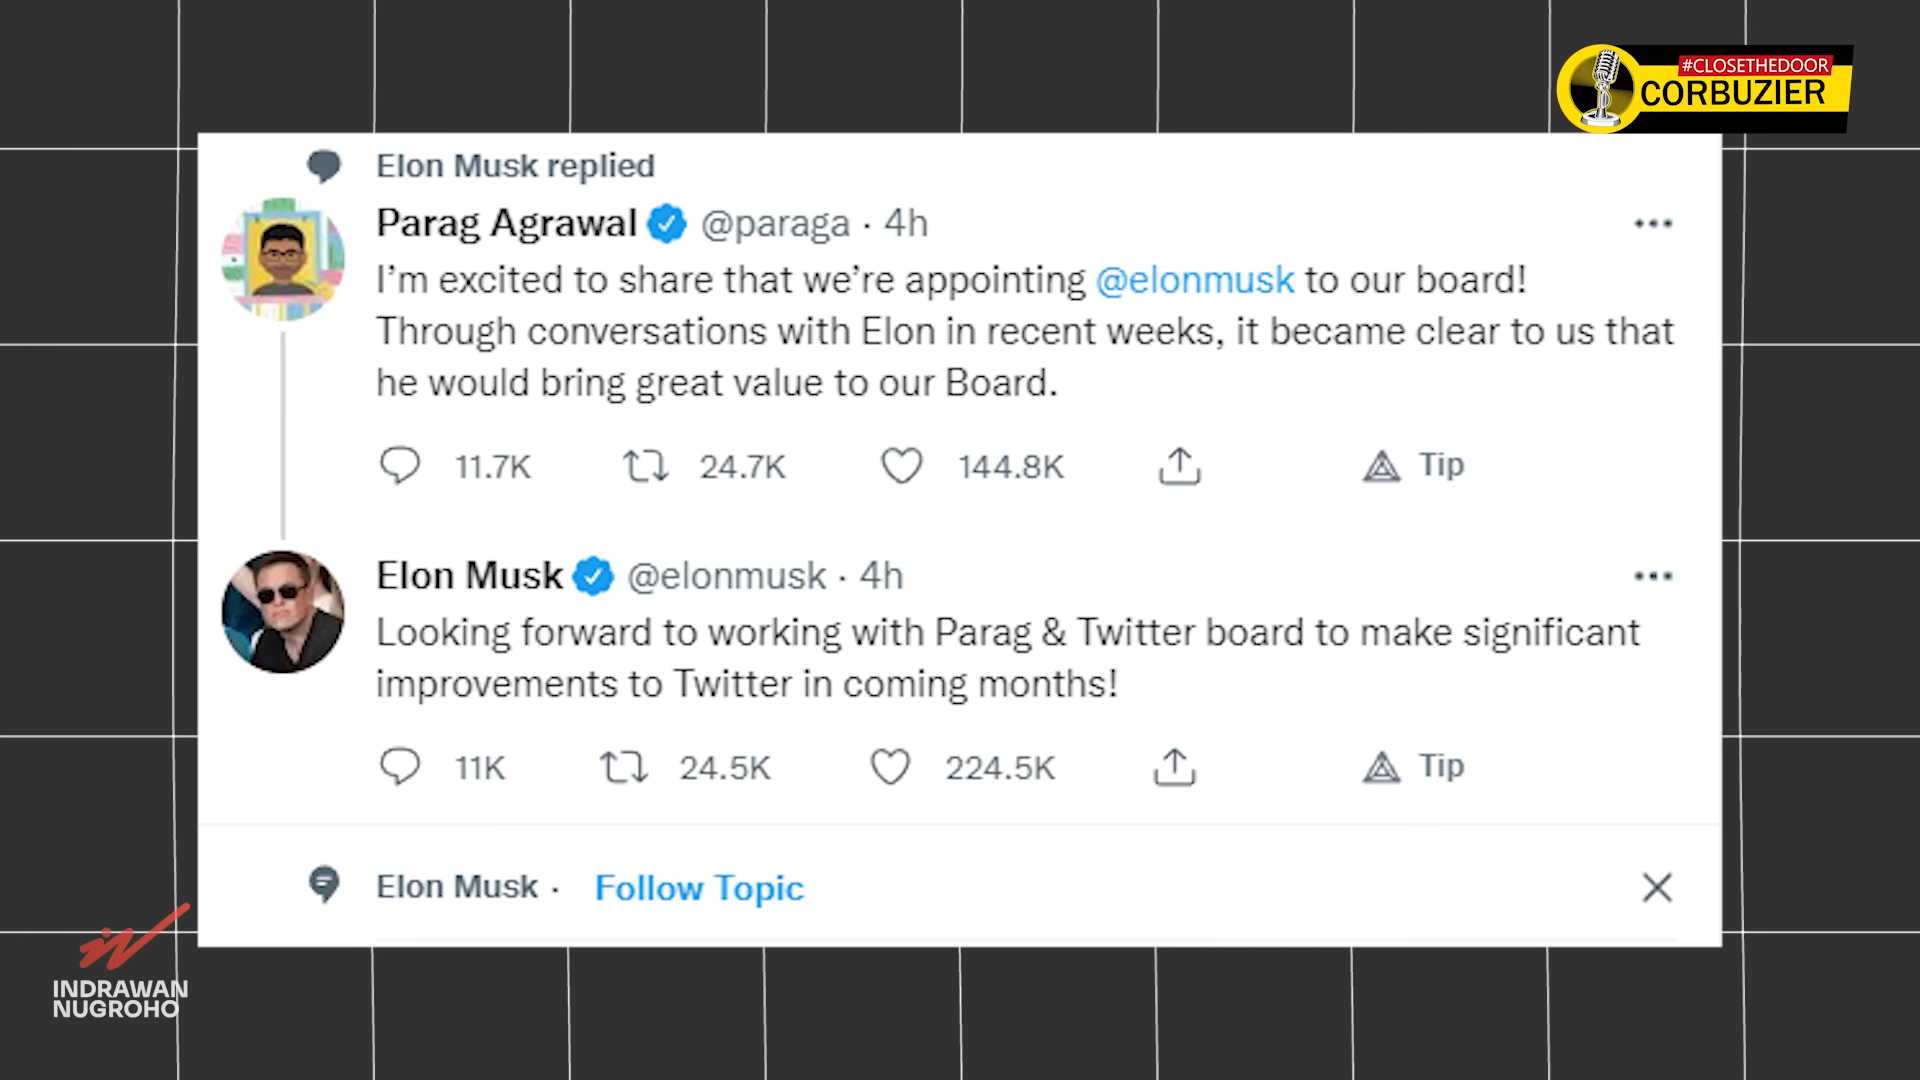 #CLOSETHEDOOR
CORBUZIER
Elon Musk replied
Parag Agrawal @paraga · 4h
I’m excited to share that we’re appointing @elonmusk to our board!
Through conversations with Elon in recent weeks, it became clear to us that
he would bring great value to our Board.
11.7K 24.7K 144.8K Tip
Elon Musk @elonmusk · 4h
Looking forward to working with Parag & Twitter board to make significant
improvements to Twitter in coming months!
11K 24.5K 224.5K Tip
Elon Musk · Follow Topic
INDRAWAN
NUGROHO